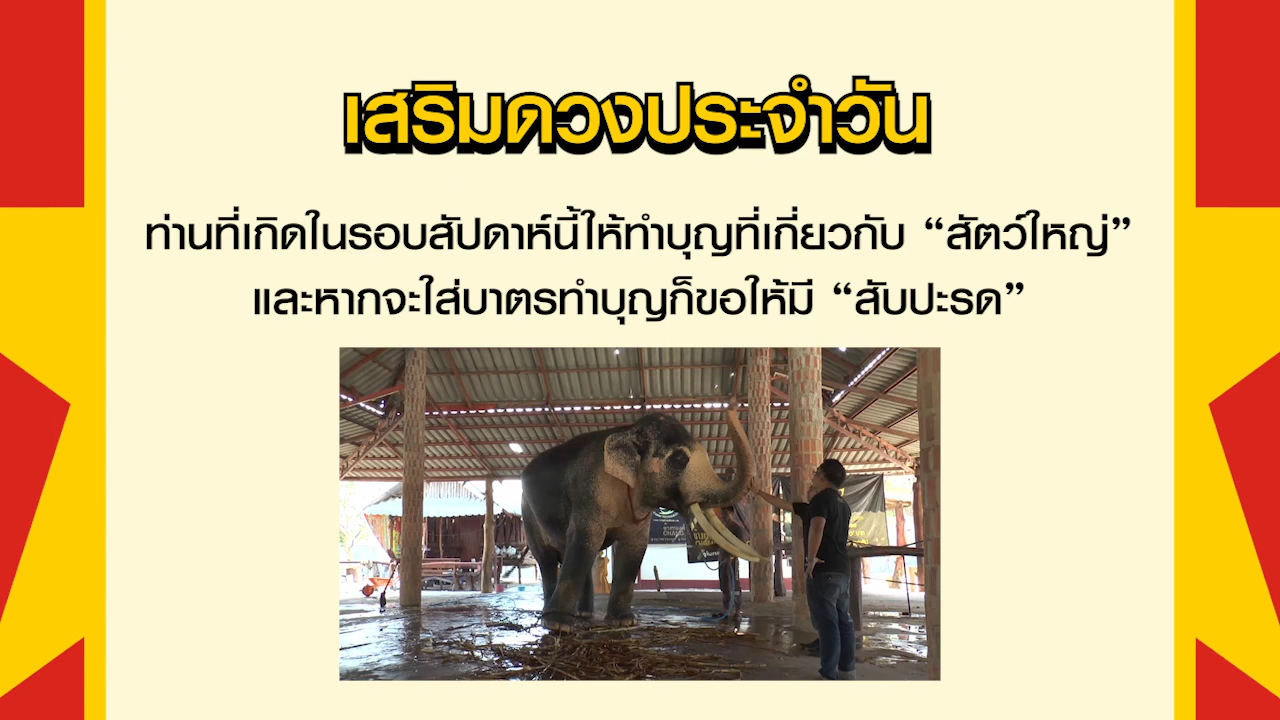 เสริมดวงประจำวัน
ท่านที่เกิดในรอบสัปดาห์นี้ให้ทำบุญที่เกี่ยวกับ “สัตว์ใหญ่”
และหากจะใส่บาตรทำบุญก็ขอให้มี “สับปะรด”